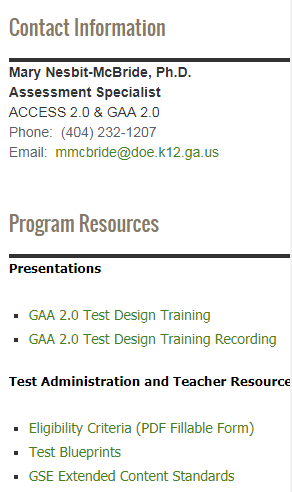 Contact Information
Mary Nesbit-McBride, Ph.D.
Assessment Specialist
ACCESS 2.0 & GAA 2.0
Phone: (404) 232-1207
Email: mmcbride@doe.k12.ga.us
Program Resources
Presentations
GAA 2.0 Test Design Training
GAA 2.0 Test Design Training Recording
Test Administration and Teacher Resource
Eligibility Criteria (PDF Fillable Form)
Test Blueprints
GSE Extended Content Standards